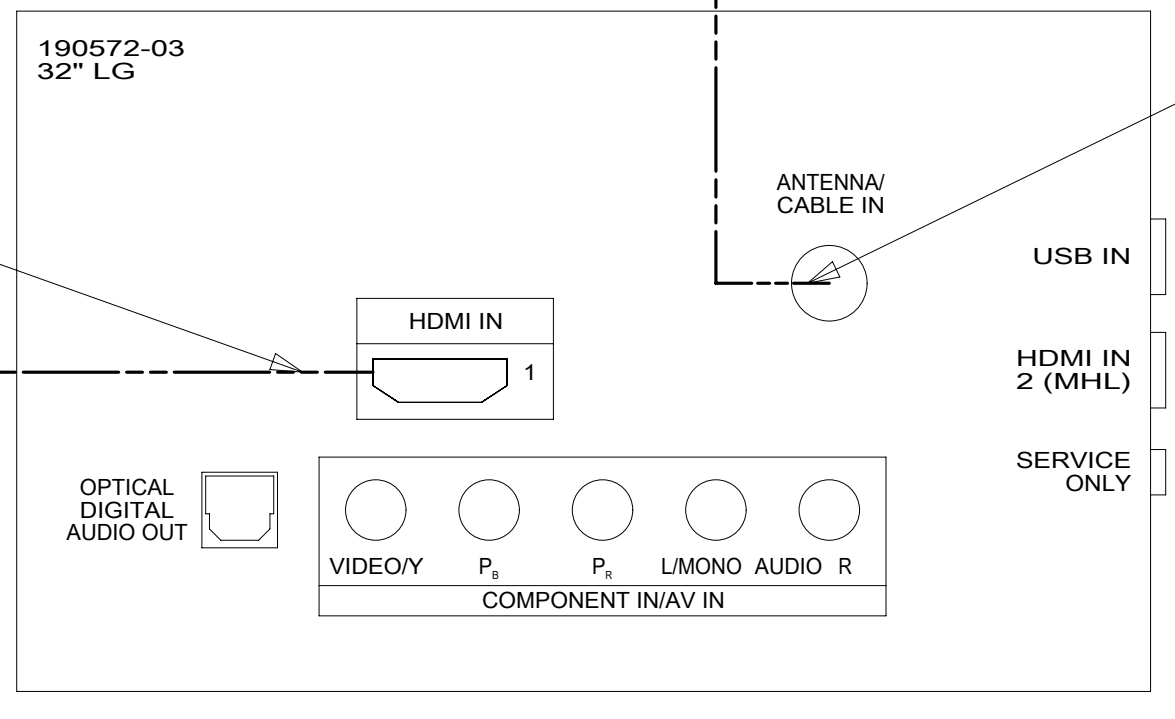 190572-03
32" LG
ANTENNA/
CABLE IN
USB IN
HDMI IN
1
HDMI IN
2 (MHL)
SERVICE
ONLY
OPTICAL
DIGITAL
AUDIO OUT
VIDEO/Y PB PR L/MONO AUDIO R
COMPONENT IN/AV IN